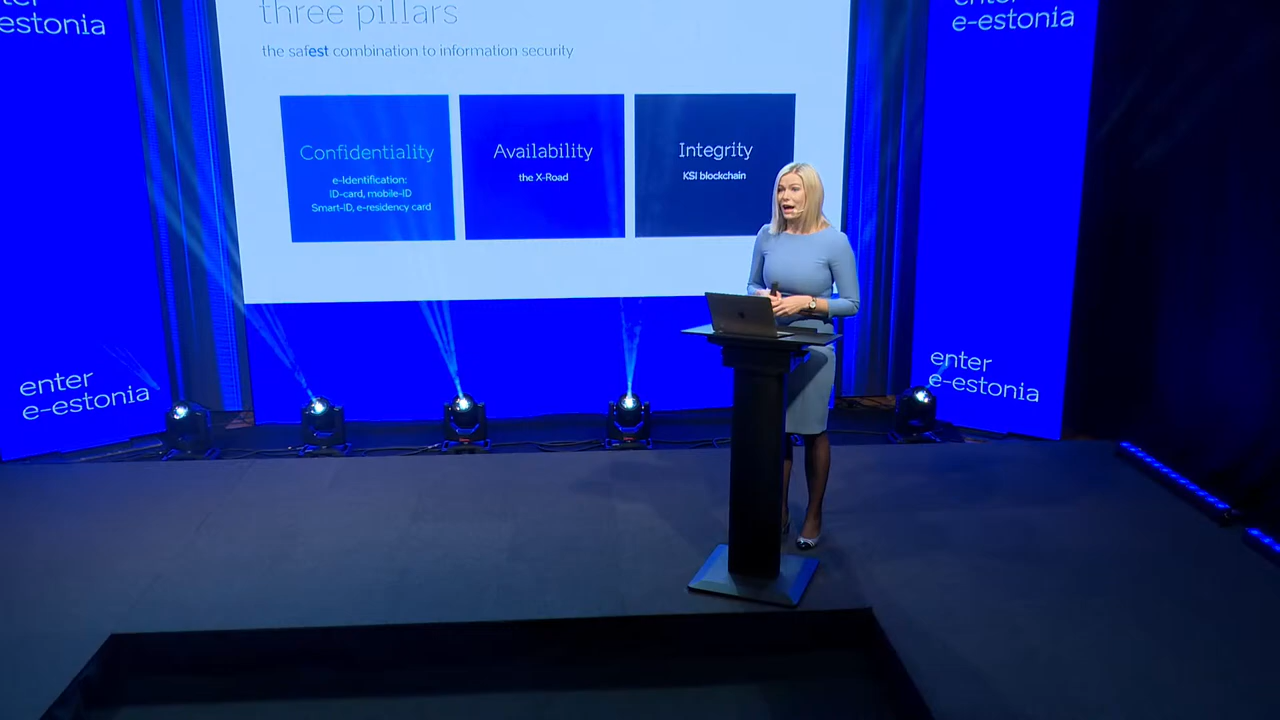 enter
e-estonia
three pillars
the safest combination to information security
Confidentiality
e-Identification:
ID-card, mobile-ID
Smart-ID, e-residency card
Availability
the X-Road
Integrity
KSI blockchain
enter
e-estonia
enter
e-estonia
enter
e-estonia